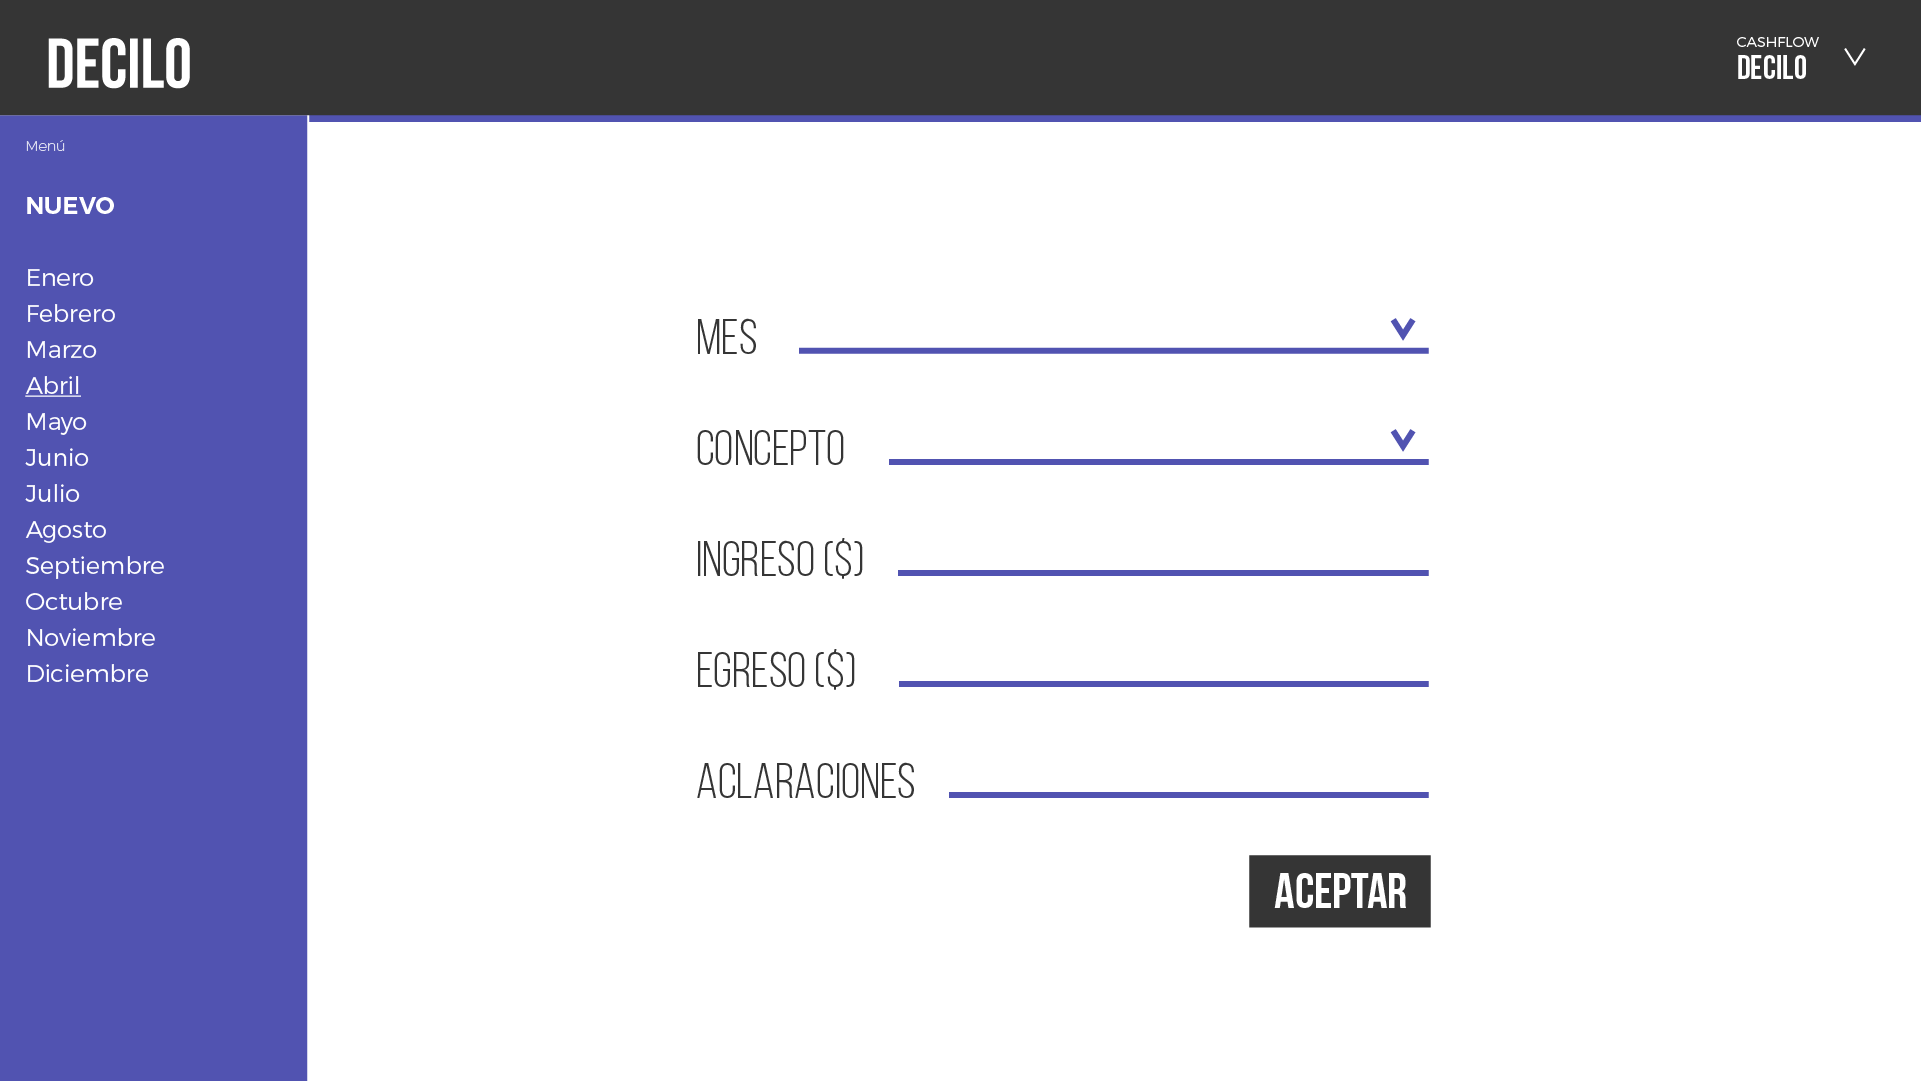 DECILO
CASHFLOW
DECILO
Menú
NUEVO
Enero
Febrero
Marzo
Abril
Mayo
Junio
Julio
Agosto
Septiembre
Octubre
Noviembre
Diciembre
MES
CONCEPTO
INGRESO ($)
EGRESO ($)
ACLARACIONES
ACEPTAR